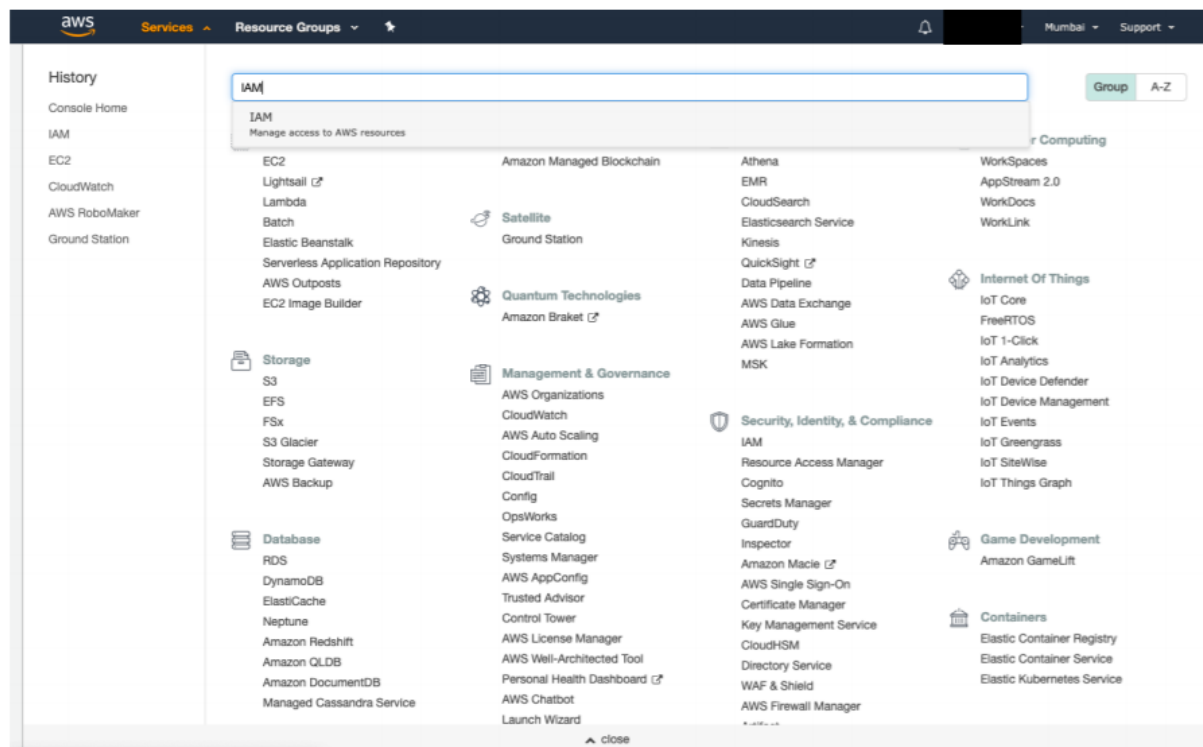 aws
Services
Resource Groups
Mumbai
Support
History
Console Home
IAM
EC2
CloudWatch
AWS RoboMaker
Ground Station
IAM
Group
A-Z
IAM
Manage access to AWS resources
EC2
Lightsail
Lambda
Batch
Elastic Beanstalk
Serverless Application Repository
AWS Outposts
EC2 Image Builder
Storage
S3
EFS
FSx
S3 Glacier
Storage Gateway
AWS Backup
Database
RDS
DynamoDB
ElastiCache
Neptune
Amazon Redshift
Amazon QLDB
Amazon DocumentDB
Managed Cassandra Service
Amazon Managed Blockchain
Satellite
Ground Station
Quantum Technologies
Amazon Braket
Management & Governance
AWS Organizations
CloudWatch
AWS Auto Scaling
CloudFormation
CloudTrail
Config
OpsWorks
Service Catalog
Systems Manager
AWS AppConfig
Trusted Advisor
Control Tower
AWS License Manager
AWS Well-Architected Tool
Personal Health Dashboard
AWS Chatbot
Launch Wizard
Athena
EMR
CloudSearch
Elasticsearch Service
Kinesis
QuickSight
Data Pipeline
AWS Data Exchange
AWS Glue
AWS Lake Formation
MSK
Security, Identity, & Compliance
IAM
Resource Access Manager
Cognito
Secrets Manager
GuardDuty
Inspector
Amazon Macie
AWS Single Sign-On
Certificate Manager
Key Management Service
CloudHSM
Directory Service
WAF & Shield
AWS Firewall Manager
Computing
WorkSpaces
AppStream 2.0
WorkDocs
WorkLink
Internet Of Things
IoT Core
FreeRTOS
IoT 1-Click
IoT Analytics
IoT Device Defender
IoT Device Management
IoT Events
IoT Greengrass
IoT SiteWise
IoT Things Graph
Game Development
Amazon GameLift
Containers
Elastic Container Registry
Elastic Container Service
Elastic Kubernetes Service
close